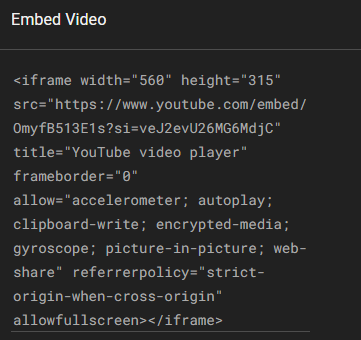 Embed Video
<iframe width="560" height="315"
src="https://www.youtube.com/embed/
OmyfB513E1s?si=veJ2evU26MG6MdjC"
title="YouTube video player"
frameborder="0"
allow="accelerometer; autoplay;
clipboard-write; encrypted-media;
gyroscope; picture-in-picture; web-
share" referrerpolicy="strict-
origin-when-cross-origin"
allowfullscreen></iframe>